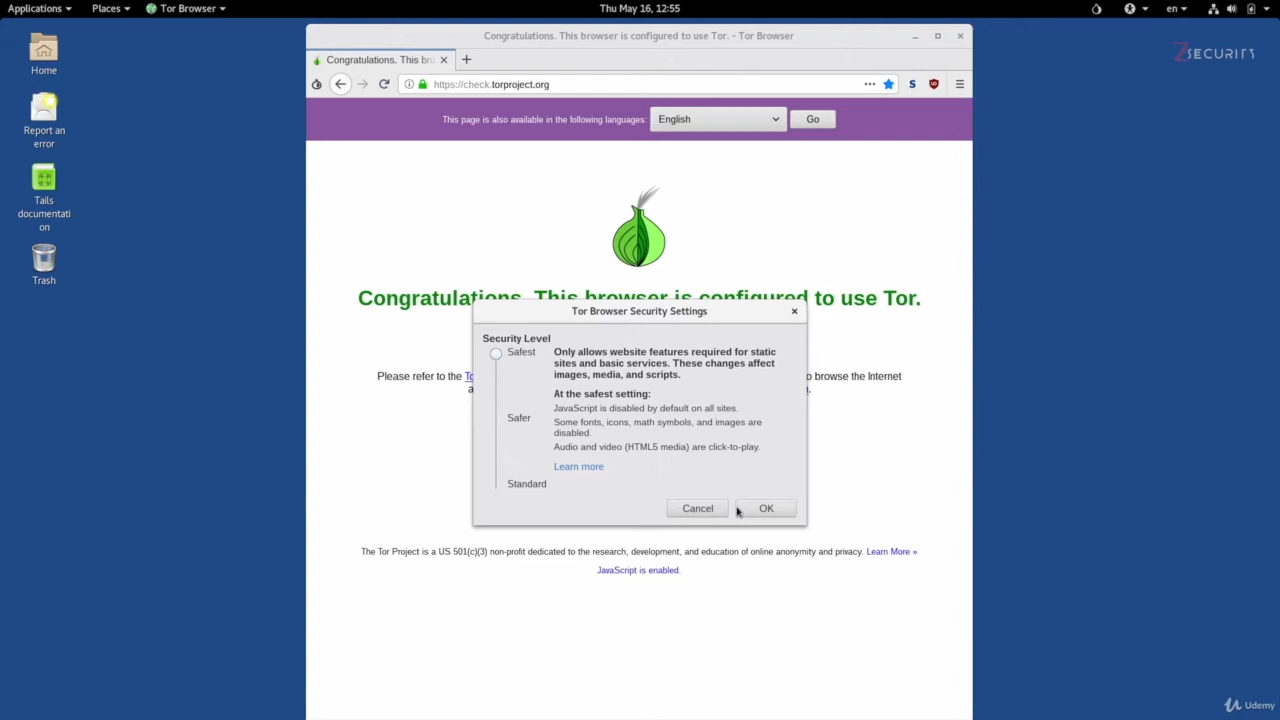 Applications Places Tor Browser Thu May 16, 12:55 en
Congratulations. This browser is configured to use Tor. - Tor Browser
Congratulations. This bro
https://check.torproject.org
This page is also available in the following languages: English Go
Home
Report an
error
Tails
documentati
on
Trash
ZSECURITY
Congratulations. This browser is configured to use Tor.
Please refer to the To
o browse the Internet
Tor Browser Security Settings
Security Level
Safest
Safer
Standard
Only allows website features required for static
sites and basic services. These changes affect
images, media, and scripts.
At the safest setting:
JavaScript is disabled by default on all sites.
Some fonts, icons, math symbols, and images are
disabled.
Audio and video (HTML5 media) are click-to-play.
Learn more
Cancel OK
The Tor Project is a US 501(c)(3) non-profit dedicated to the research, development, and education of online anonymity and privacy. Learn More »
JavaScript is enabled.
Udemy